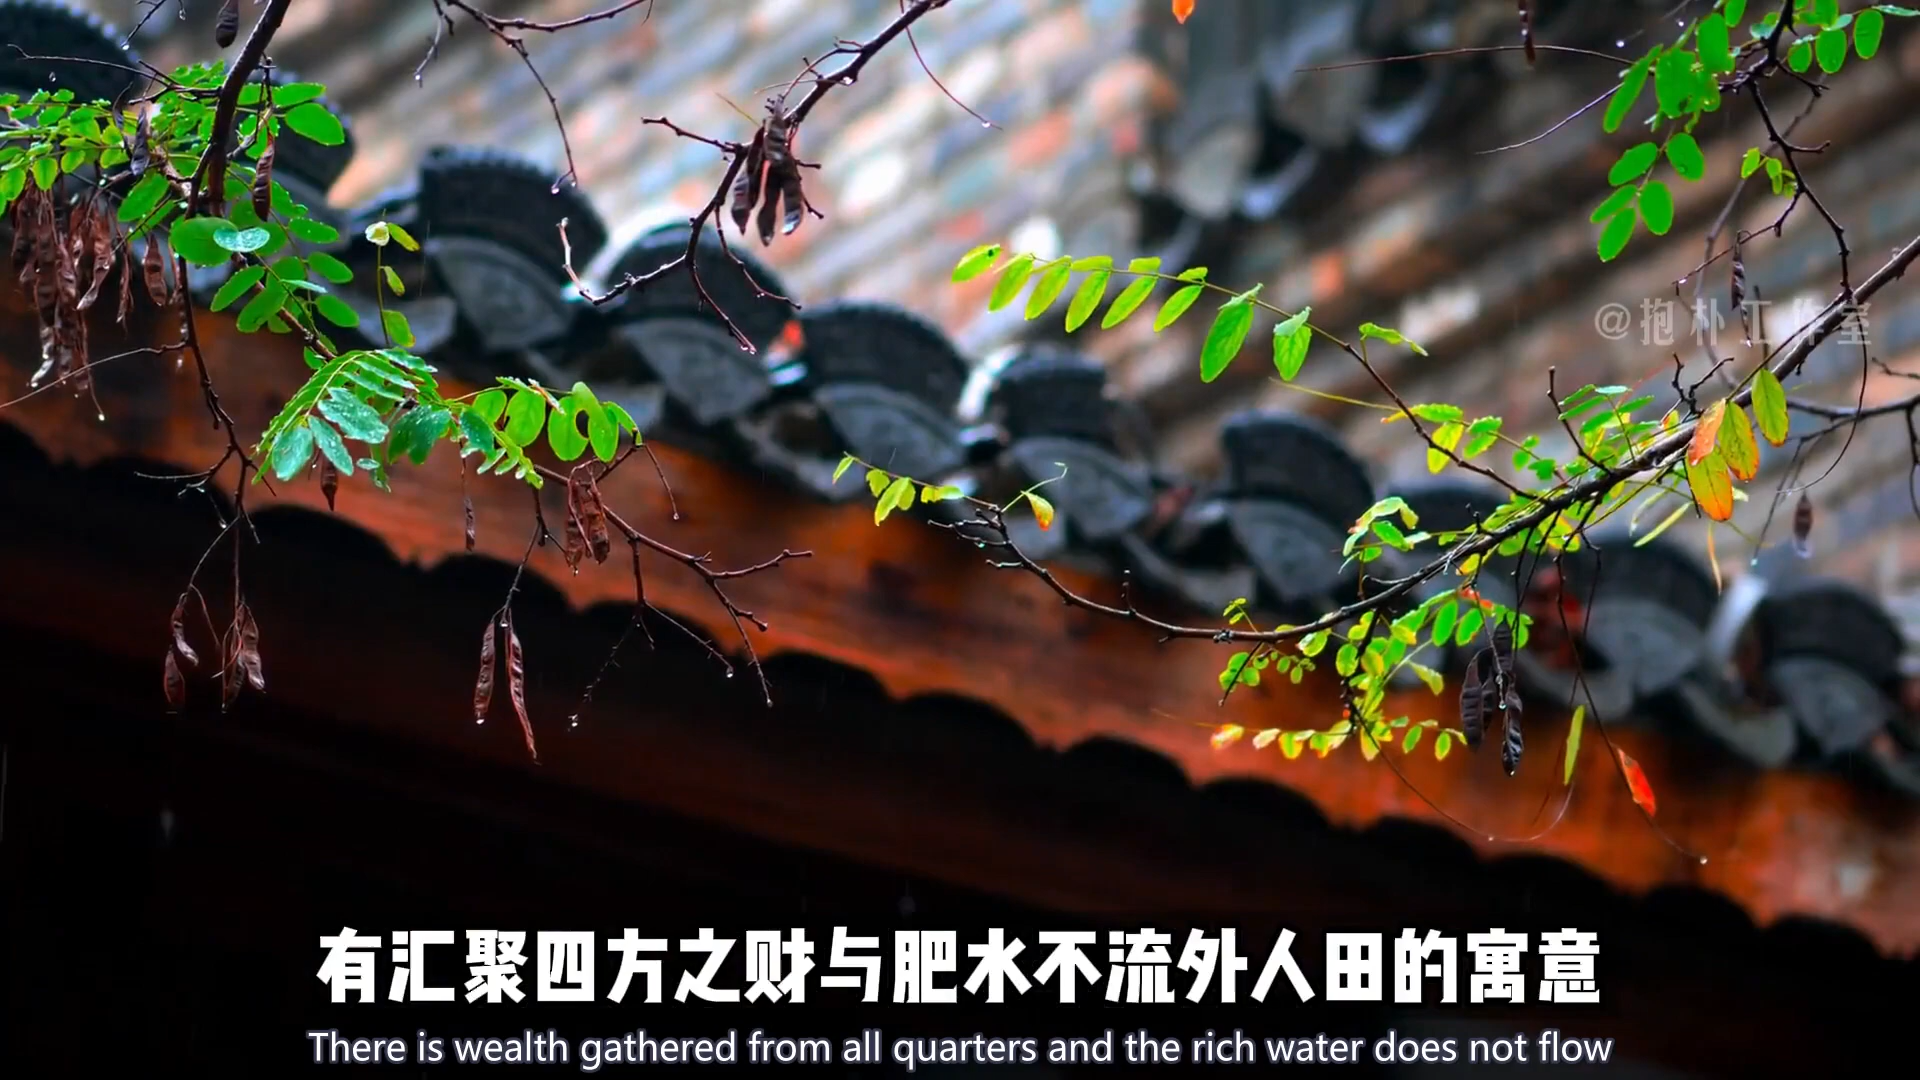 @抱朴工作室
有汇聚四方之财与肥水不流外人田的寓意
There is wealth gathered from all quarters and the rich water does not flow